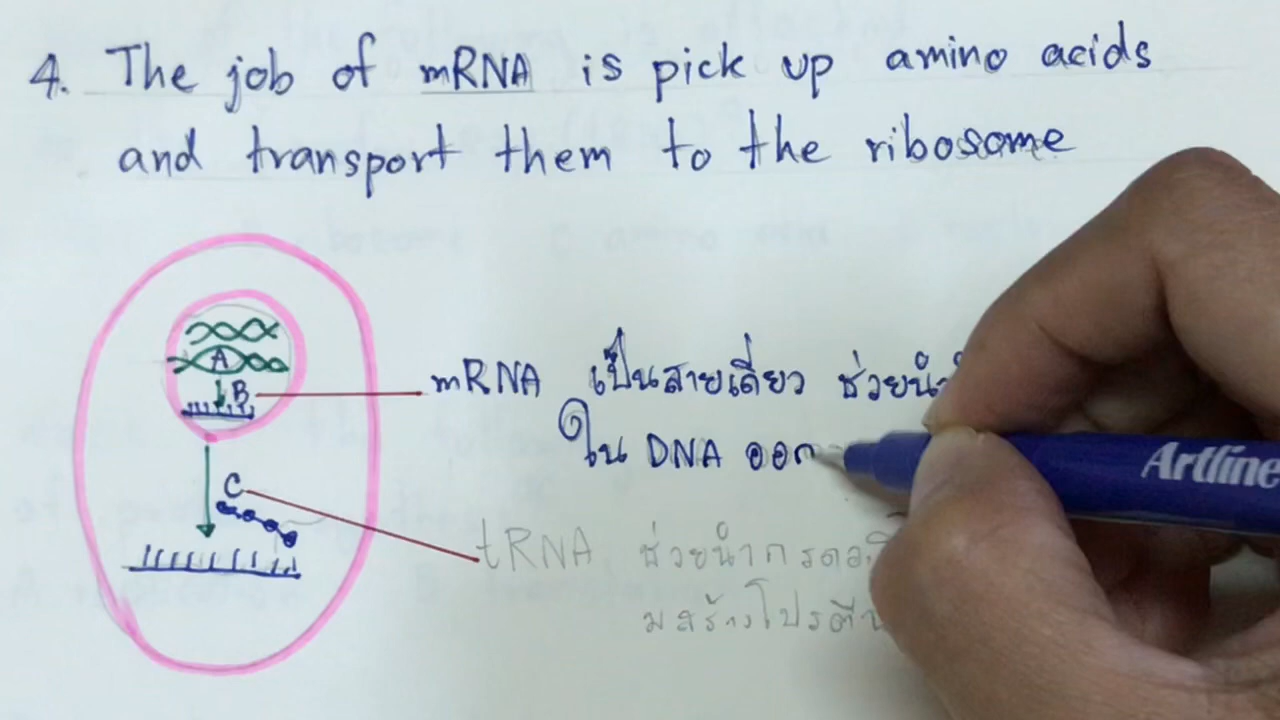 4. The job of mRNA is pick up amino acids
and transport them to the ribosome
A
B
mRNA เป็นสายเดี่ยว ช่วยนำ
ใน DNA ออก
Artline
C
tRNA ช่วยนำกรดอะมิ
มสร้างโปรตีน